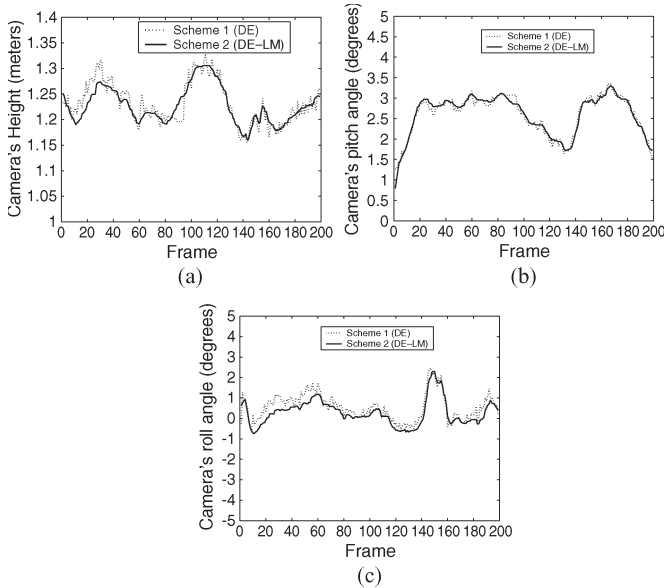 Camera's Height (meters)
1.4
1.35
1.3
1.25
1.2
1.15
1.1
1.05
1
Scheme 1 (DE)
Scheme 2 (DE-LM)
0 20 40 60 80 100 120 140 160 180 200
Frame
(a)
Camera's pitch angle (degrees)
5
4.5
4
3.5
3
2.5
2
1.5
1
0.5
0
Scheme 1 (DE)
Scheme 2 (DE-LM)
0 20 40 60 80 100 120 140 160 180 200
Frame
(b)
Camera's roll angle (degrees)
5
4
3
2
1
0
-1
-2
-3
-4
-5
Scheme 1 (DE)
Scheme 2 (DE-LM)
0 20 40 60 80 100 120 140 160 180 200
Frame
(c)